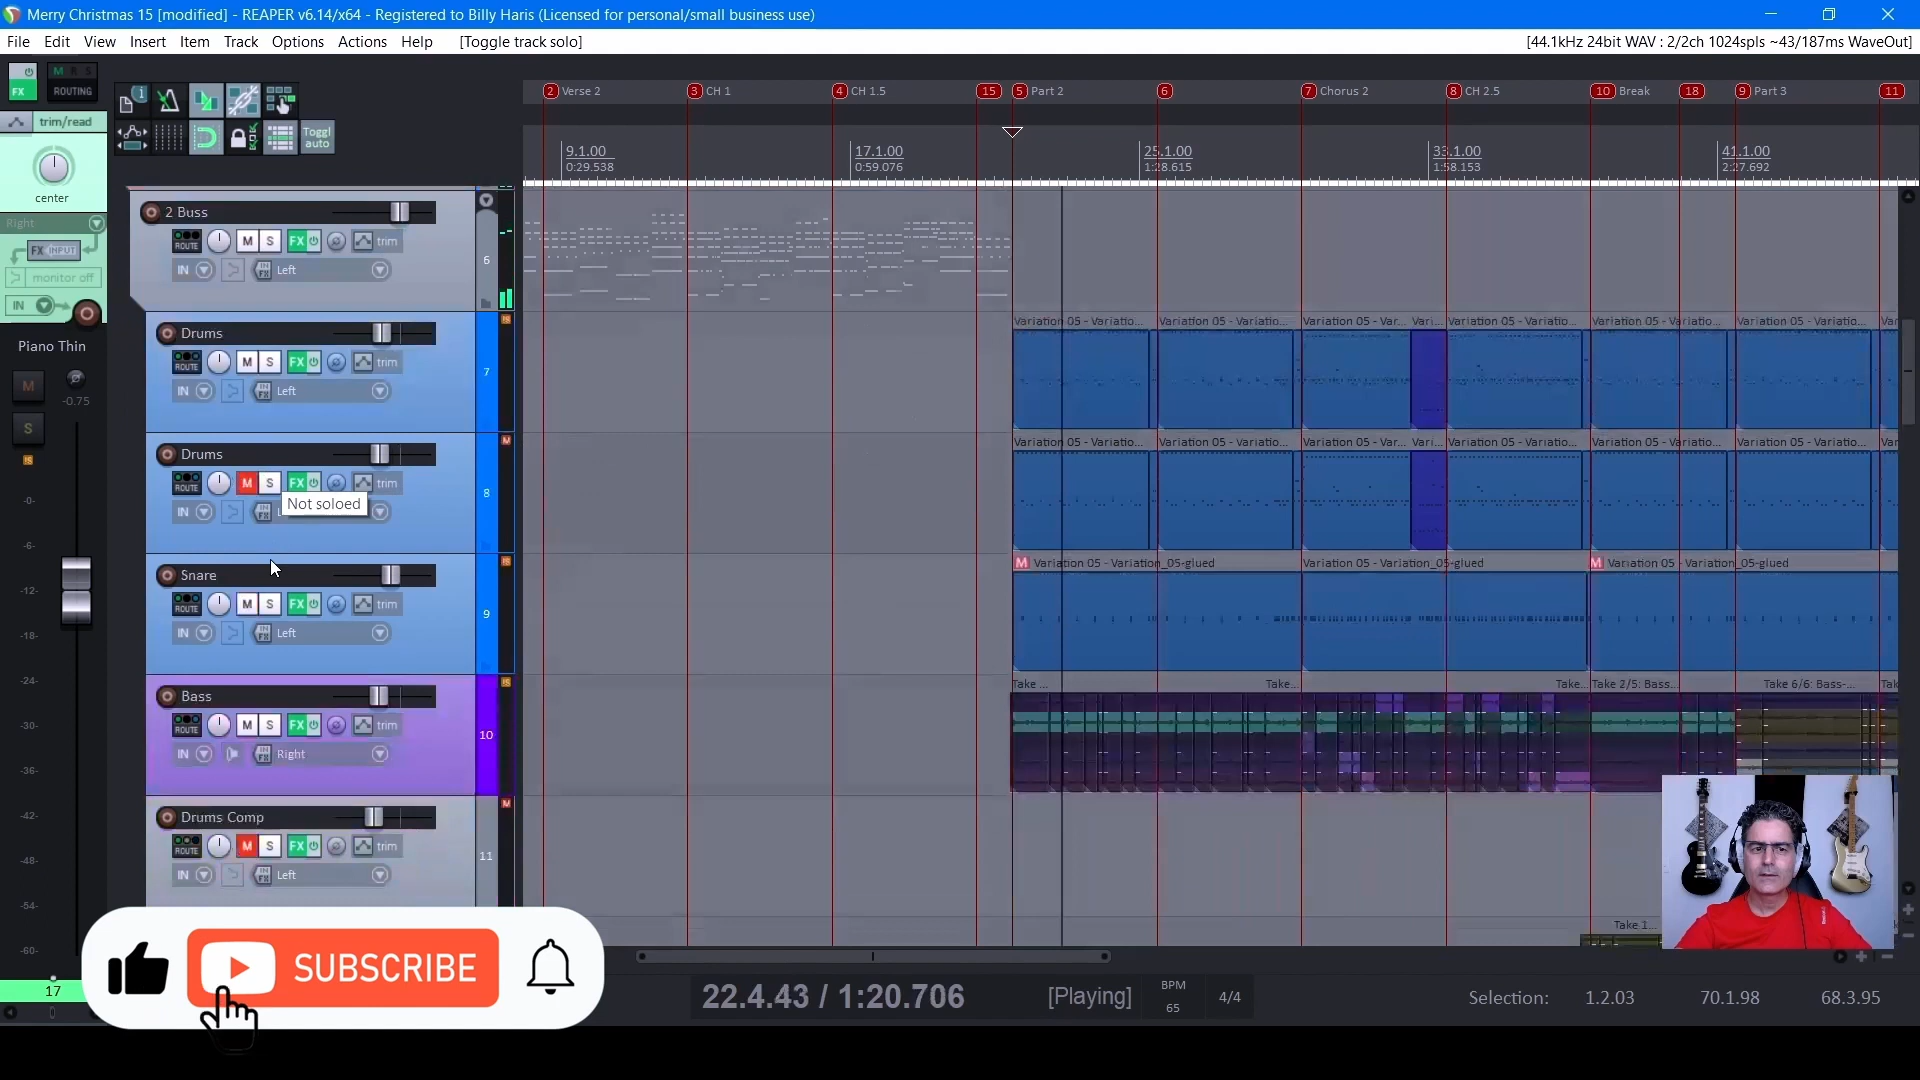 Merry Christmas 15 [modified] - REAPER v6.14/x64 - Registered to Billy Haris (Licensed for personal/small business use)
File Edit View Insert Item Track Options Actions Help [Toggle track solo]
[44.1kHz 24bit WAV : 2/2ch 1024spls ~43/187ms WaveOut]
FX
M R S
ROUTING
trim/read
center
Right
FX INPUT
monitor off
IN
Piano Thin
M
-0.75
S
-0-
-6-
-12-
-18-
-24-
-30-
-36-
-42-
-48-
-54-
-60-
17
Toggl
auto
2 Verse 2 3 CH 1 4 CH 1.5 15 5 Part 2 6 7 Chorus 2 8 CH 2.5 10 Break 18 9 Part 3 11
9.1.00 17.1.00 25.1.00 33.1.00 41.1.00
0:29.538 0:59.076 1:28.615 1:58.153 2:27.692
2 Buss
ROUTE M S FX trim
IN IN FX Left
6
Drums
ROUTE M S FX trim
IN IN FX Left
7
Variation 05 - Variatio... Variation 05 - Variatio... Variation 05 - Var... Vari... Variation 05 - Variatio... Variation 05 - Variatio... Variation 05 - Variatio... Var
Drums
ROUTE M S FX trim
Not soloed
IN
8
M
Variation 05 - Variatio... Variation 05 - Variatio... Variation 05 - Var... Vari... Variation 05 - Variatio... Variation 05 - Variatio... Variation 05 - Variatio... Var
Snare
ROUTE M S FX trim
IN IN FX Left
9
M Variation 05 - Variation_05-glued Variation 05 - Variation_05-glued M Variation 05 - Variation_05-glued
Bass
ROUTE M S FX trim
IN IN FX Right
10
Take ... Take... Take... Take 2/5: Bass... Take 6/6: Bass-... Tak
Drums Comp
ROUTE M S FX trim
IN IN FX Left
11
M
Take 1...
SUBSCRIBE
22.4.43 / 1:20.706 [Playing] BPM 65 4/4
Selection: 1.2.03 70.1.98 68.3.95